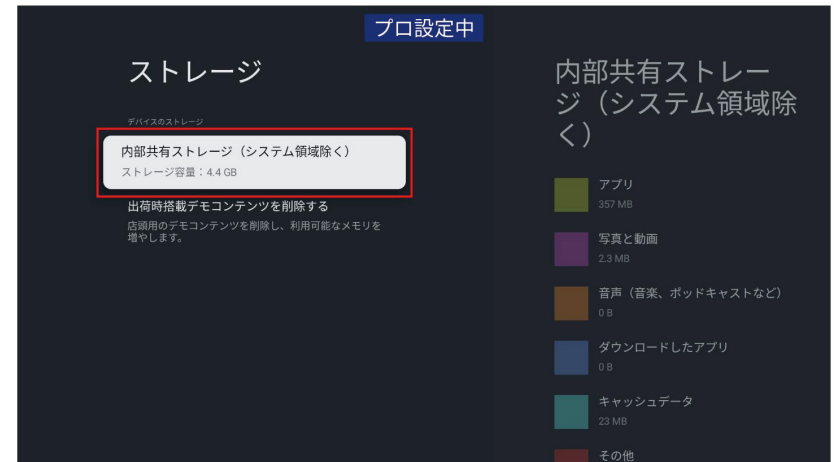 プロ設定中
ストレージ
デバイスのストレージ
内部共有ストレージ（システム領域除く）
ストレージ容量：4.4 GB
出荷時搭載デモコンテンツを削除する
店頭用のデモコンテンツを削除し、利用可能なメモリを
増やします。
内部共有ストレー
ジ（システム領域除
く）
アプリ
357 MB
写真と動画
2.3 MB
音声（音楽、ポッドキャストなど）
0 B
ダウンロードしたアプリ
0 B
キャッシュデータ
23 MB
その他